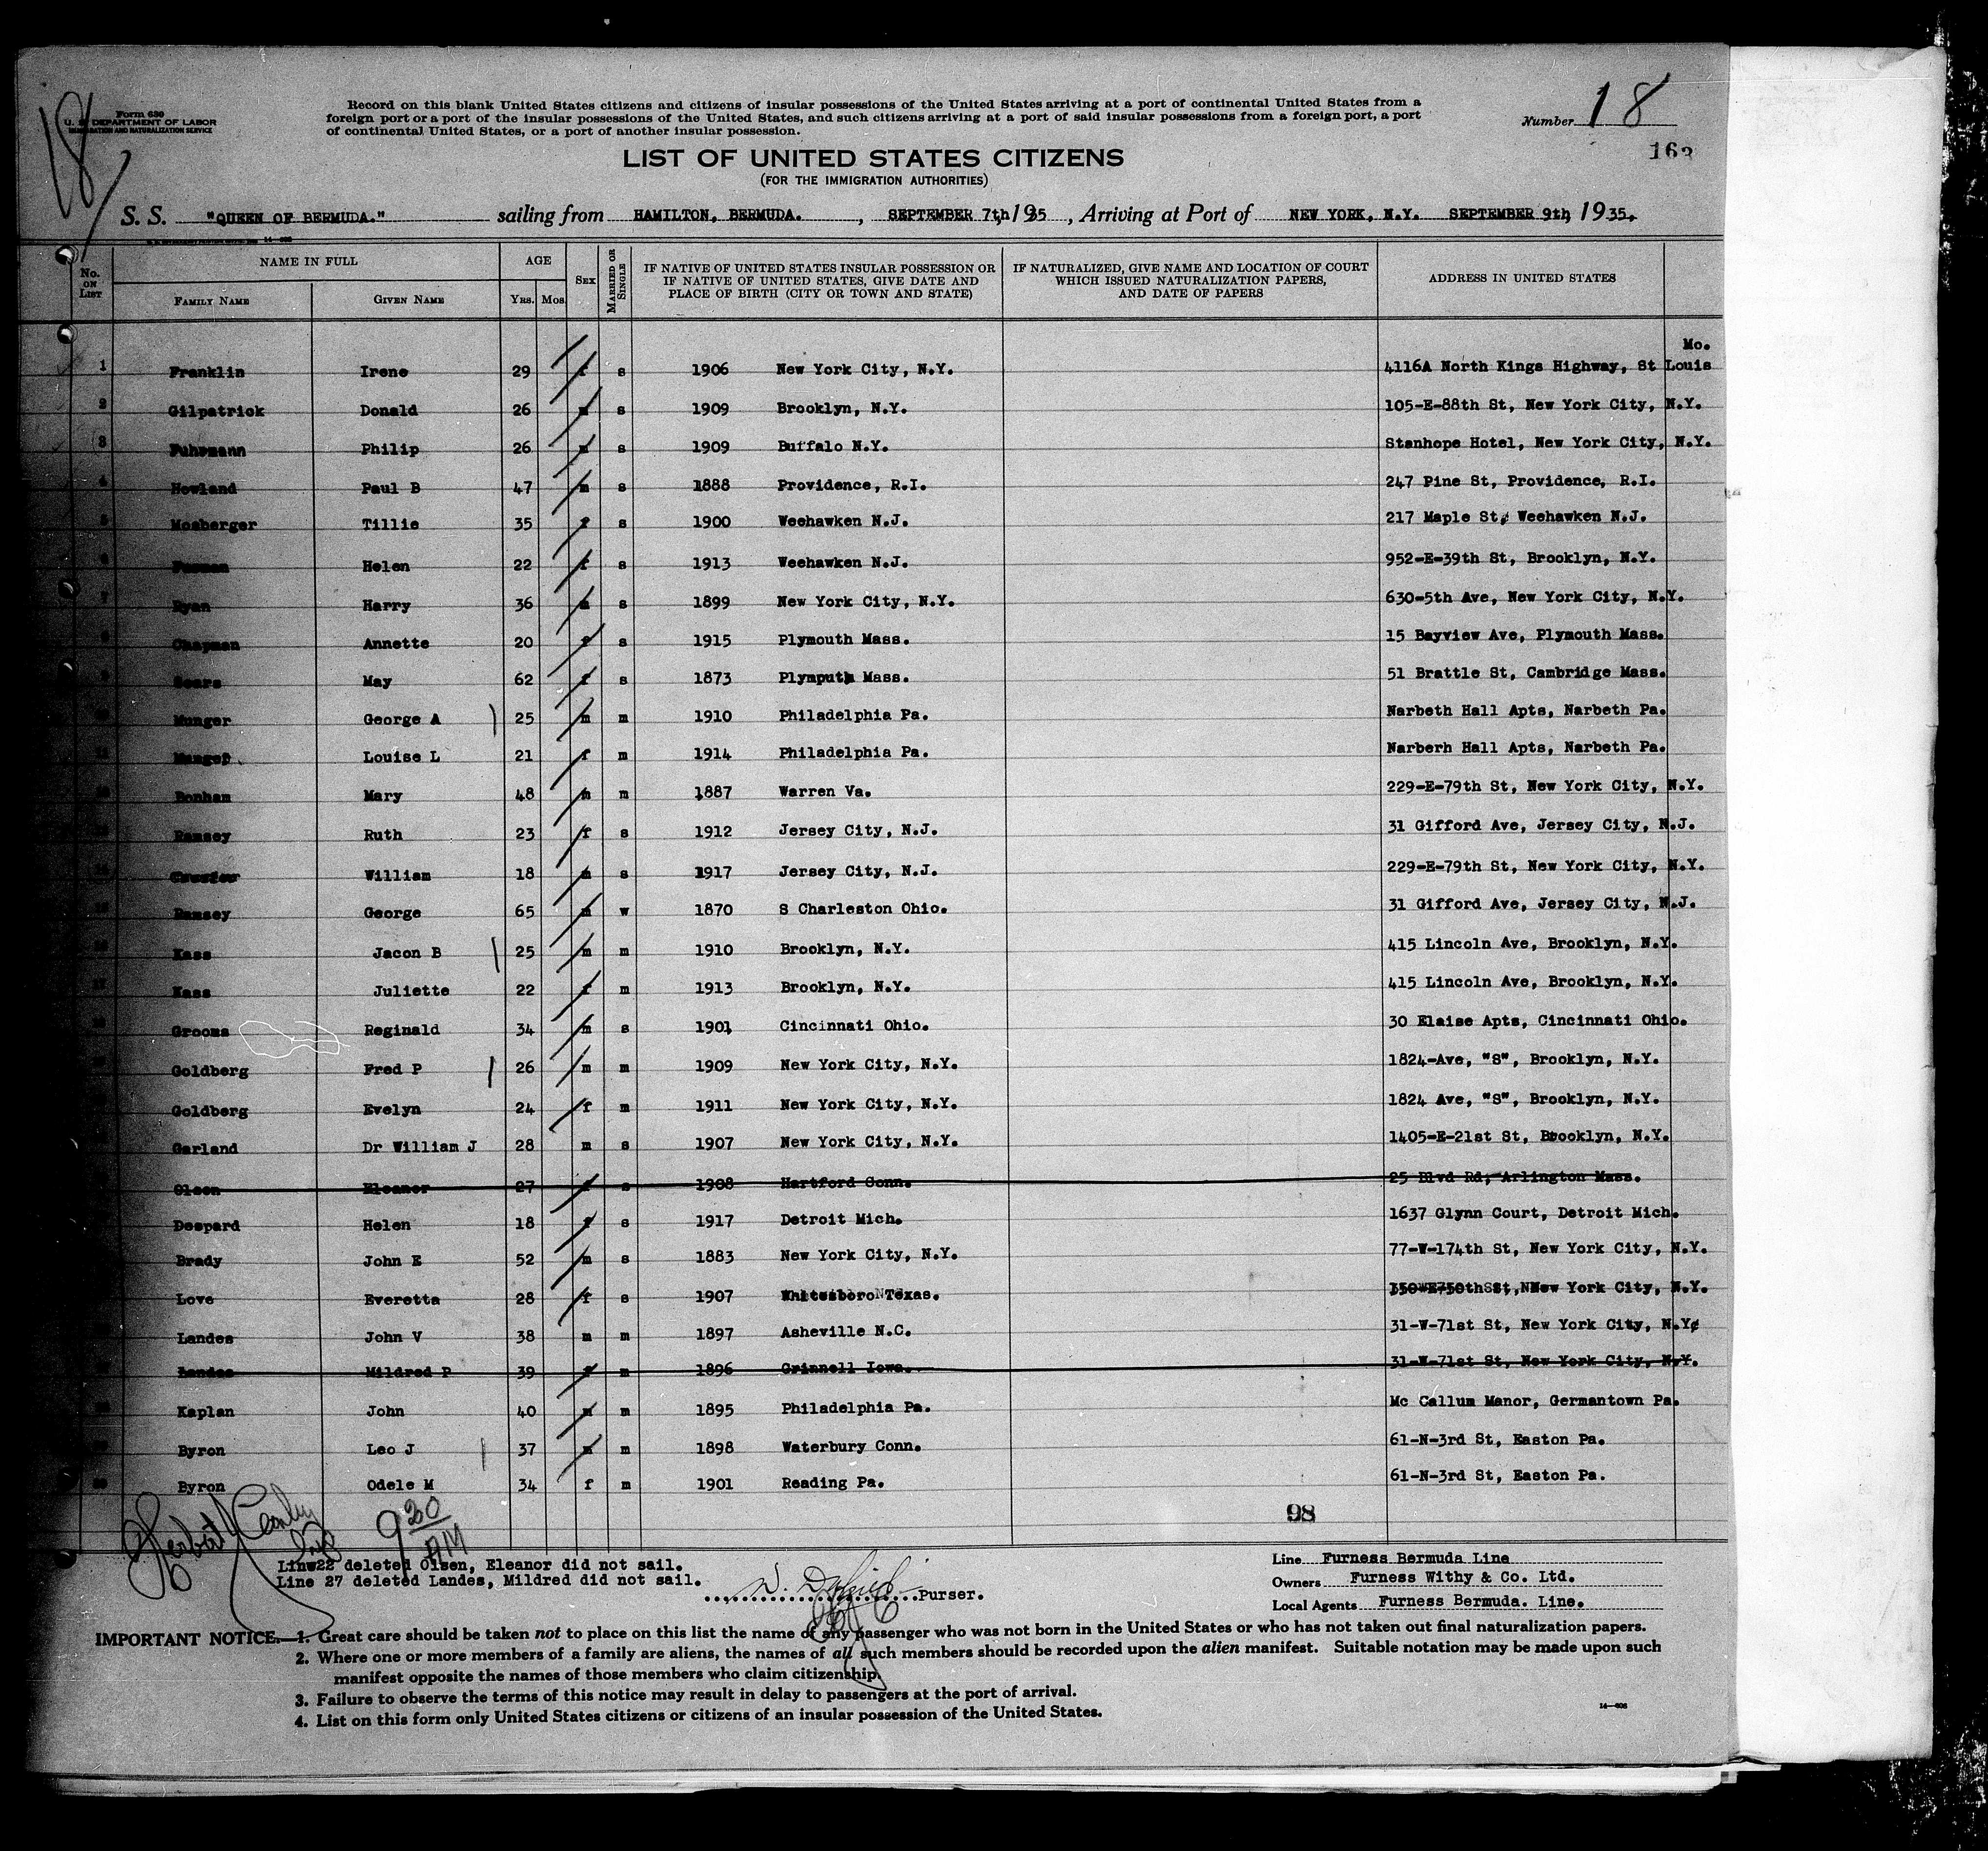 18
Form 630
U. S. DEPARTMENT OF LABOR
IMMIGRATION AND NATURALIZATION SERVICE
Record on this blank United States citizens and citizens of insular possessions of the United States arriving at a port of continental United States from a
foreign port or a port of the insular possessions of the United States, and such citizens arriving at a port of said insular possessions from a foreign port, a port
of continental United States, or a port of another insular possession.
Number 18
LIST OF UNITED STATES CITIZENS
(FOR THE IMMIGRATION AUTHORITIES)
S. S. "QUEEN OF BERMUDA." sailing from HAMILTON, BERMUDA. , SEPTEMBER 7th, 1935 , Arriving at Port of NEW YORK, N.Y. SEPTEMBER 9th, 1935.
No. ON LIST NAME IN FULL FAMILY NAME GIVEN NAME AGE YRS. MOS. SEX MARRIED OR SINGLE IF NATIVE OF UNITED STATES INSULAR POSSESSION OR IF NATIVE OF UNITED STATES, GIVE DATE AND PLACE OF BIRTH (CITY OR TOWN AND STATE) IF NATURALIZED, GIVE NAME AND LOCATION OF COURT WHICH ISSUED NATURALIZATION PAPERS, AND DATE OF PAPERS ADDRESS IN UNITED STATES
Mo.
1 Franklin Irene 29 f s 1906 New York City, N.Y. 4116A North Kings Highway, St Louis
2 Gilpatrick Donald 26 m s 1909 Brooklyn, N.Y. 105-E-88th St, New York City, N.Y.
3 Fuhrmann Philip 26 m s 1909 Buffalo N.Y. Stanhope Hotel, New York City, N.Y.
4 Howland Paul B 47 m s 1888 Providence, R.I. 247 Pine St, Providence, R.I.
5 Mosberger Tillie 35 f s 1900 Weehawken N.J. 217 Maple St, Weehawken N.J.
6 Helen 22 f s 1913 Weehawken N.J. 952-E-39th St, Brooklyn, N.Y.
7 Ryan Harry 36 m s 1899 New York City, N.Y. 630-5th Ave, New York City, N.Y.
8 Chapman Annette 20 f s 1915 Plymouth Mass. 15 Bayview Ave, Plymouth Mass.
9 Sears May 62 f s 1873 Plymputh Mass. 51 Brattle St, Cambridge Mass.
Munger George A 25 m m 1910 Philadelphia Pa. Narbeth Hall Apts, Narbeth Pa.
Munger Louise L 21 f m 1914 Philadelphia Pa. Narberh Hall Apts, Narbeth Pa.
Bonham Mary 48 m m 1887 Warren Va. 229-E-79th St, New York City, N.Y.
Ramsey Ruth 23 f s 1912 Jersey City, N.J. 31 Gifford Ave, Jersey City, N.J.
William 18 m s 1917 Jersey City, N.J. 229-E-79th St, New York City, N.Y.
Ramsey George 65 m w 1870 S Charleston Ohio. 31 Gifford Ave, Jersey City, N.J.
Kass Jacon B 25 m m 1910 Brooklyn, N.Y. 415 Lincoln Ave, Brooklyn, N.Y.
Kass Juliette 22 f m 1913 Brooklyn, N.Y. 415 Lincoln Ave, Brooklyn, N.Y.
Grooms Reginald 34 m s 1901 Cincinnati Ohio. 30 Elaise Apts, Cincinnati Ohio.
Goldberg Fred P 26 m m 1909 New York City, N.Y. 1824-Ave, "S", Brooklyn, N.Y.
Goldberg Evelyn 24 f m 1911 New York City, N.Y. 1824 Ave, "S", Brooklyn, N.Y.
Garland Dr William J 28 m s 1907 New York City, N.Y. 1405-E-21st St, Brooklyn, N.Y.
Olsen Eleanor 27 f s 1908 Hartford Conn. 25 Blvd Rd, Arlington Mass.
Despard Helen 18 f s 1917 Detroit Mich. 1637 Glynn Court, Detroit Mich.
Brady John E 52 m s 1883 New York City, N.Y. 77-W-174th St, New York City, N.Y.
Love Everetta 28 f s 1907 Whitesboro Texas. New York City, N.Y.
Landes John V 38 m m 1897 Asheville N.C. 31-W-71st St, New York City, N.Y.
Landes Mildred P 39 f m 1896 Grinnell Iowa. 31-W-71st St, New York City, N.Y.
Kaplan John 40 m m 1895 Philadelphia Pa. Mc Callum Manor, Germantown Pa.
Byron Leo J 37 m m 1898 Waterbury Conn. 61-N-3rd St, Easton Pa.
30 Byron Odele M 34 f m 1901 Reading Pa. 61-N-3rd St, Easton Pa.
98
9 30 AM
Line22 deleted Olsen, Eleanor did not sail.
Line 27 deleted Landes, Mildred did not sail.
Purser.
Line Furness Bermuda Line
Owners Furness Withy & Co. Ltd.
Local Agents Furness Bermuda. Line.
IMPORTANT NOTICE.—1. Great care should be taken not to place on this list the name of any passenger who was not born in the United States or who has not taken out final naturalization papers.
2. Where one or more members of a family are aliens, the names of all such members should be recorded upon the alien manifest. Suitable notation may be made upon such
manifest opposite the names of those members who claim citizenship.
3. Failure to observe the terms of this notice may result in delay to passengers at the port of arrival.
4. List on this form only United States citizens or citizens of an insular possession of the United States.